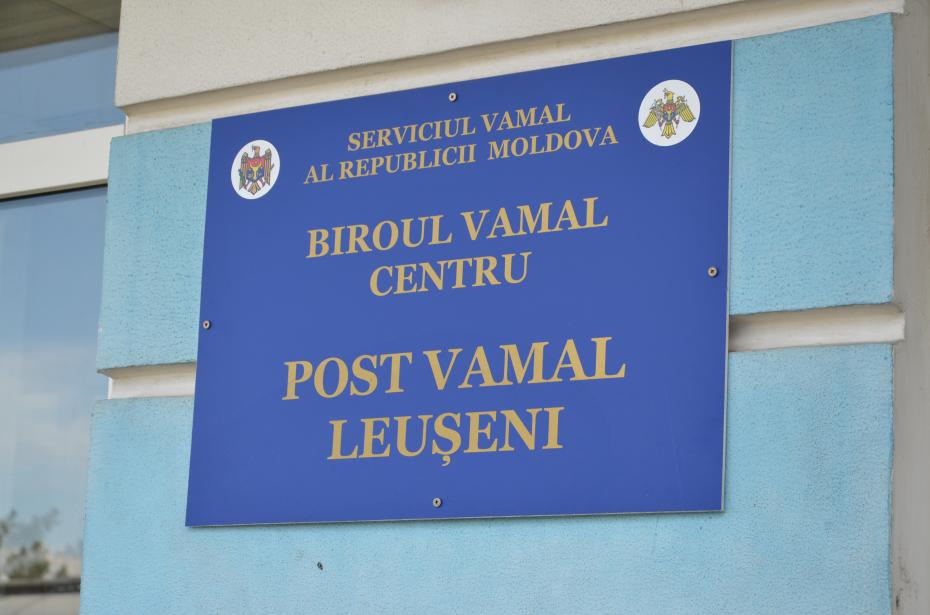 SERVICIUL VAMAL
AL REPUBLICII MOLDOVA
BIROUL VAMAL
CENTRU
POST VAMAL
LEUȘENI